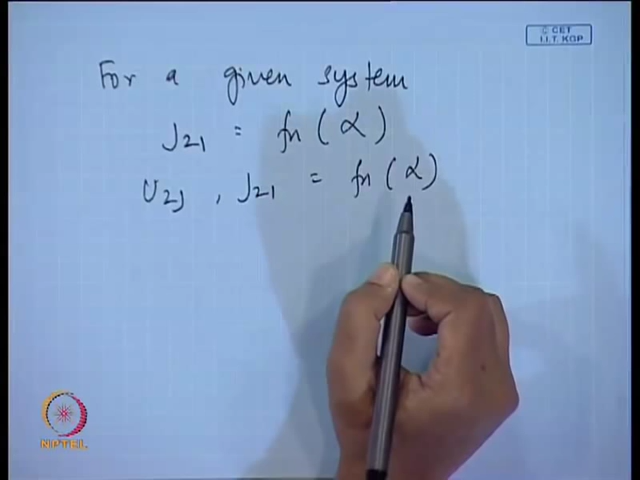 © CET
I.I.T. KGP
For a given system
J21 = fn (α)
U2J , J21 = fn (α)
NPTEL